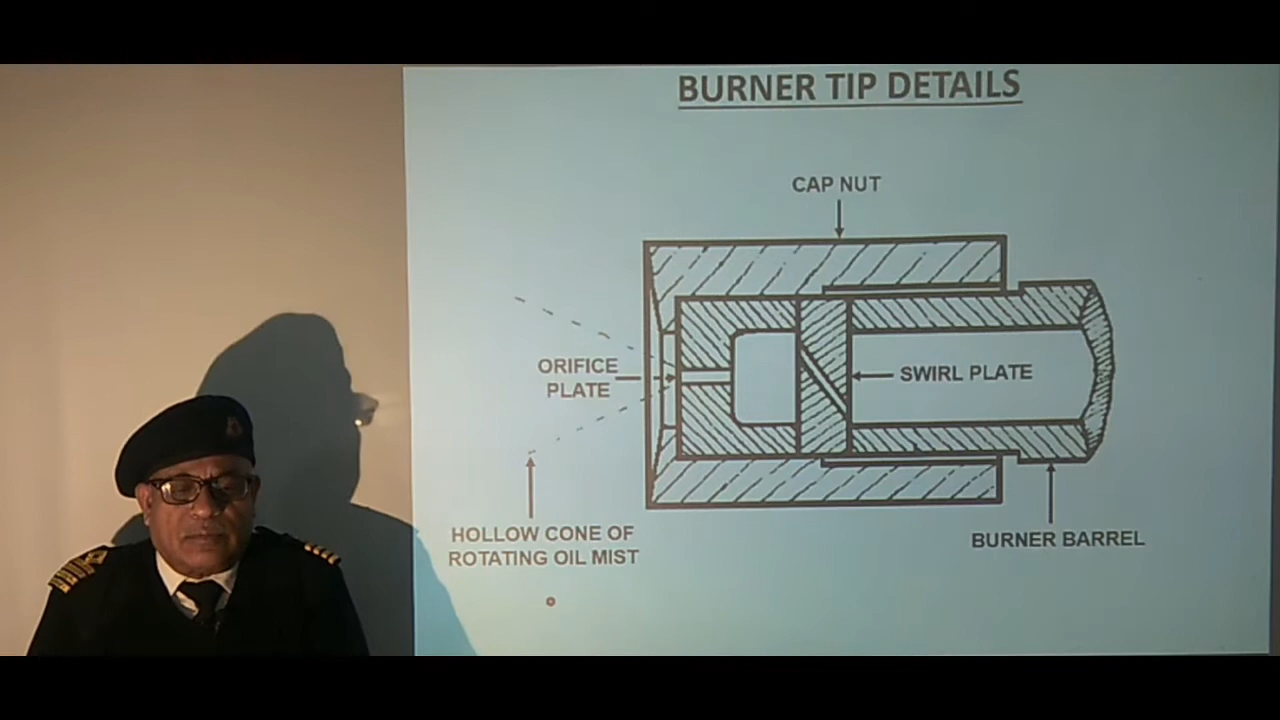 BURNER TIP DETAILS
CAP NUT
ORIFICE
PLATE
SWIRL PLATE
HOLLOW CONE OF
ROTATING OIL MIST
BURNER BARREL